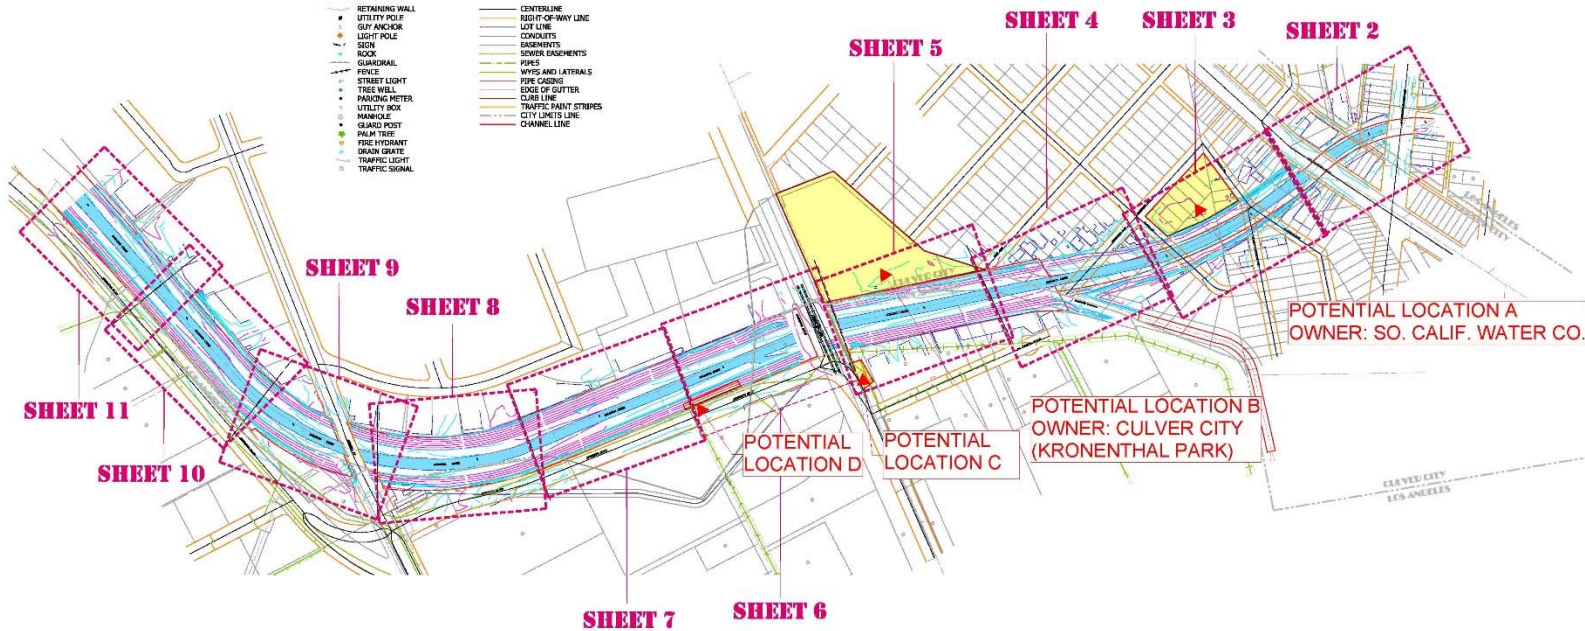 RETAINING WALL
UTILITY POLE
GUY ANCHOR
LIGHT POLE
SIGN
ROCK
GUARDRAIL
FENCE
STREET LIGHT
TREE WELL
PARKING METER
UTILITY BOX
MANHOLE
GUARD POST
PALM TREE
FIRE HYDRANT
DRAIN GRATE
TRAFFIC LIGHT
TRAFFIC SIGNAL
CENTERLINE
RIGHT-OF-WAY LINE
LOT LINE
CONDUITS
EASEMENTS
SEWER EASEMENTS
PIPES
WYES AND LATERALS
PIPE CASING
EDGE OF GUTTER
CURB LINE
TRAFFIC PAINT STRIPES
CITY LIMITS LINE
CHANNEL LINE
SHEET 5
SHEET 4
SHEET 3
SHEET 2
LOS ANGELES
CULVER CITY
SHEET 9
SHEET 8
SHEET 11
SHEET 10
POTENTIAL LOCATION A
OWNER: SO. CALIF. WATER CO.
POTENTIAL LOCATION B
OWNER: CULVER CITY
(KRONENTHAL PARK)
POTENTIAL
LOCATION C
POTENTIAL
LOCATION D
CULVER CITY
LOS ANGELES
SHEET 7
SHEET 6